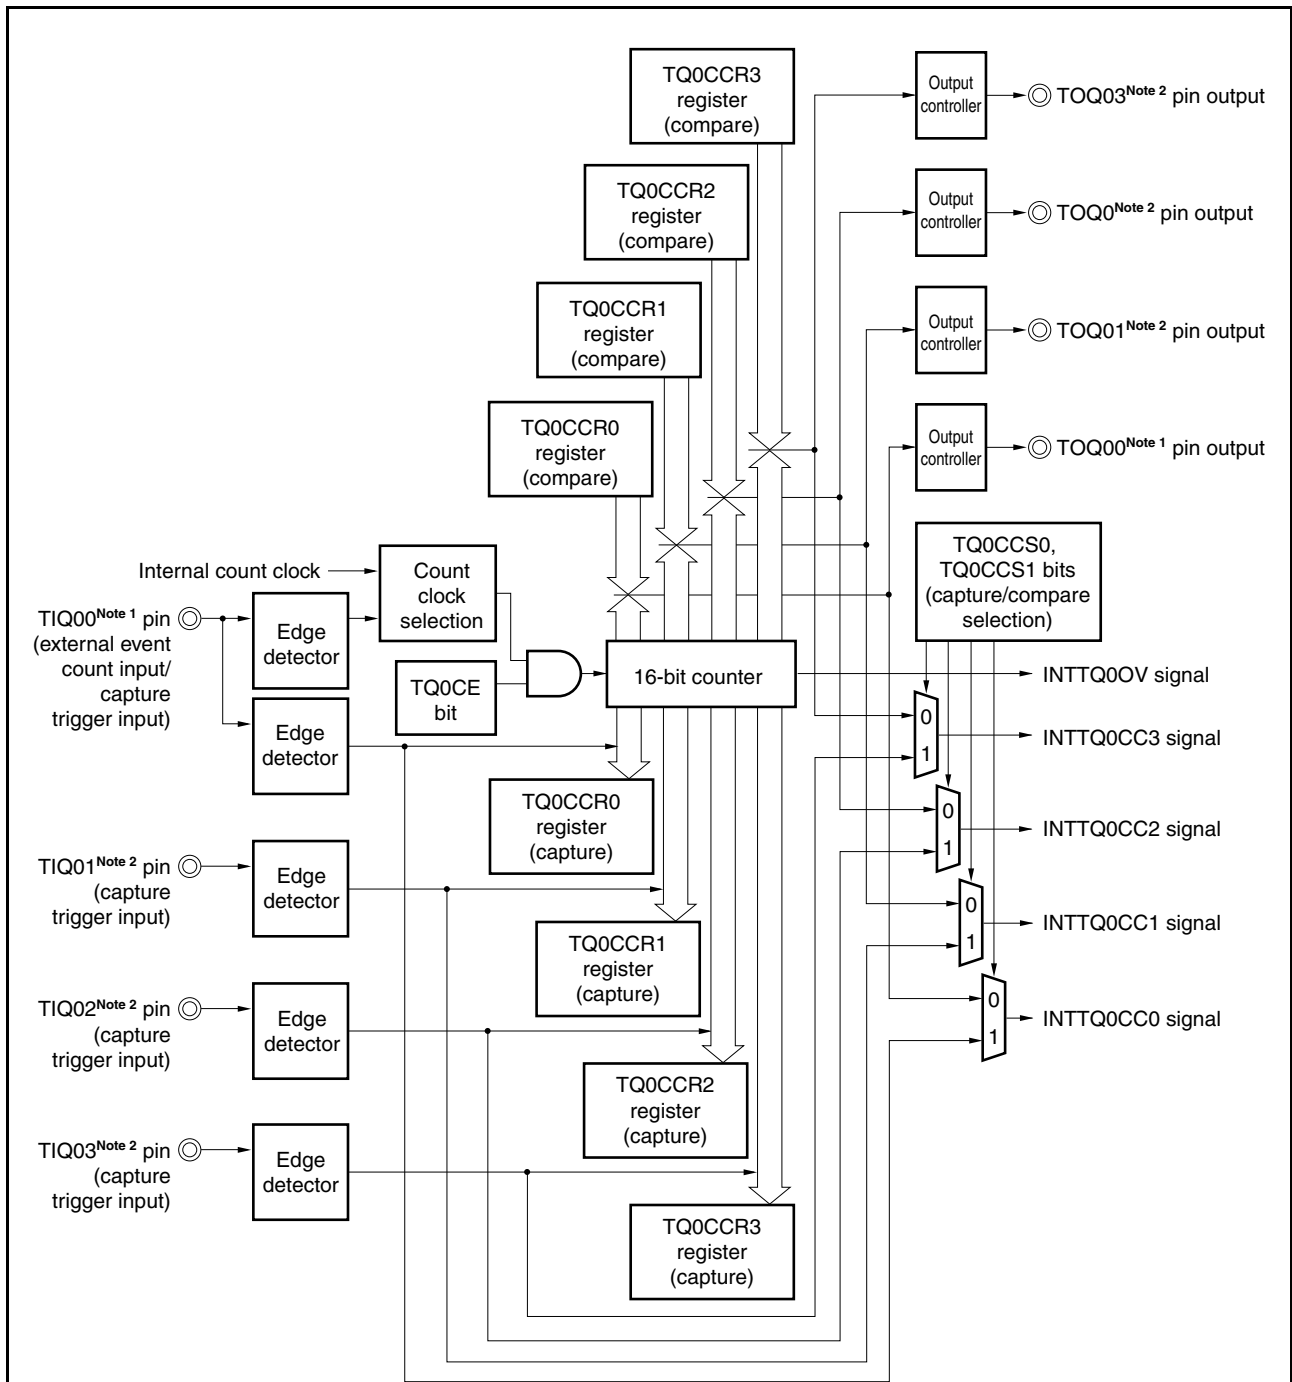 TQ0CCR3
register
(compare)
Output
controller
TOQ03Note 2 pin output
TQ0CCR2
register
(compare)
Output
controller
TOQ0Note 2 pin output
TQ0CCR1
register
(compare)
Output
controller
TOQ01Note 2 pin output
TQ0CCR0
register
(compare)
Output
controller
TOQ00Note 1 pin output
TQ0CCS0,
TQ0CCS1 bits
(capture/compare
selection)
Internal count clock
Count
clock
selection
TIQ00Note 1 pin
(external event
count input/
capture
trigger input)
Edge
detector
TQ0CE
bit
16-bit counter
INTTQ0OV signal
Edge
detector
0
1
INTTQ0CC3 signal
TQ0CCR0
register
(capture)
0
1
INTTQ0CC2 signal
TIQ01Note 2 pin
(capture
trigger input)
Edge
detector
0
1
INTTQ0CC1 signal
TQ0CCR1
register
(capture)
TIQ02Note 2 pin
(capture
trigger input)
Edge
detector
0
1
INTTQ0CC0 signal
TQ0CCR2
register
(capture)
TIQ03Note 2 pin
(capture
trigger input)
Edge
detector
TQ0CCR3
register
(capture)